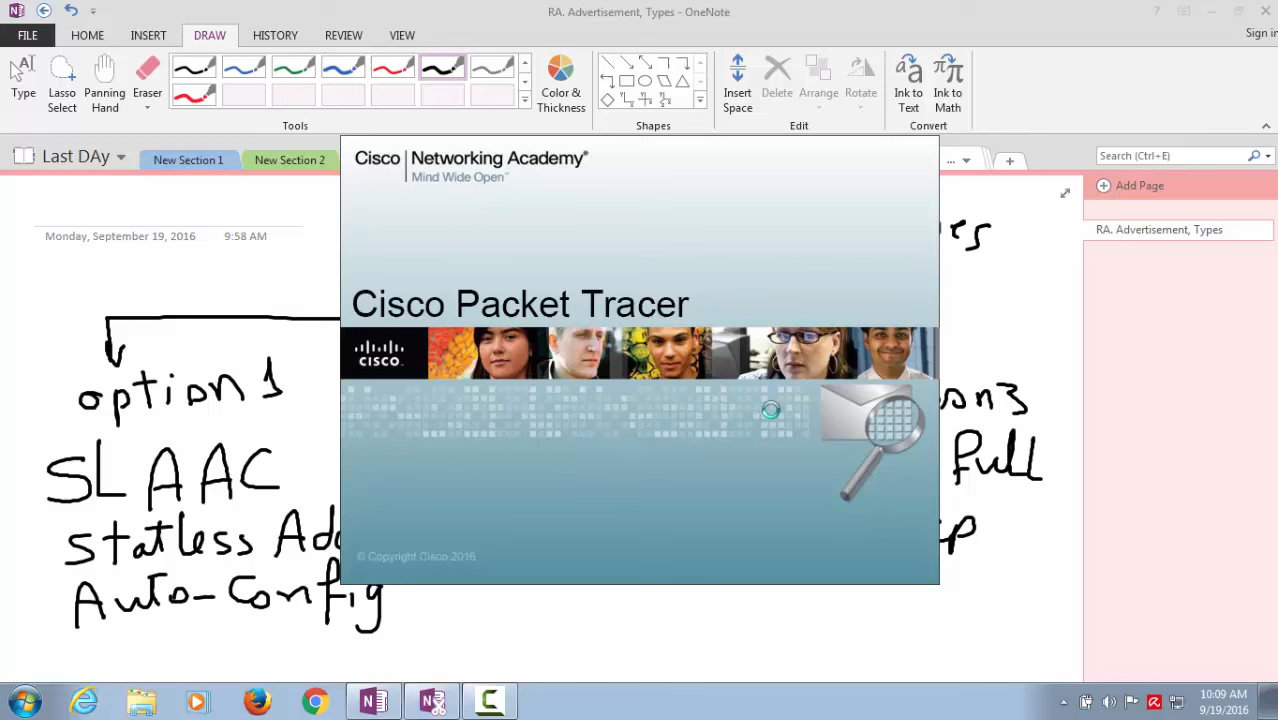 RA. Advertisement, Types - OneNote
Sign in
FILE HOME INSERT DRAW HISTORY REVIEW VIEW
Type
Lasso Select
Panning Hand
Eraser
Color & Thickness
Insert Space
Delete
Arrange
Rotate
Ink to Text
Ink to Math
Tools
Shapes
Edit
Convert
Last DAy
New Section 1
New Section 2
...
Search (Ctrl+E)
Add Page
RA. Advertisement, Types
Monday, September 19, 2016 9:58 AM
Cisco Networking Academy®
Mind Wide Open™
Cisco Packet Tracer
CISCO
© Copyright Cisco 2016
option 1
SLAAC
statless Add
Auto-Config
on3
Full
10:09 AM
9/19/2016